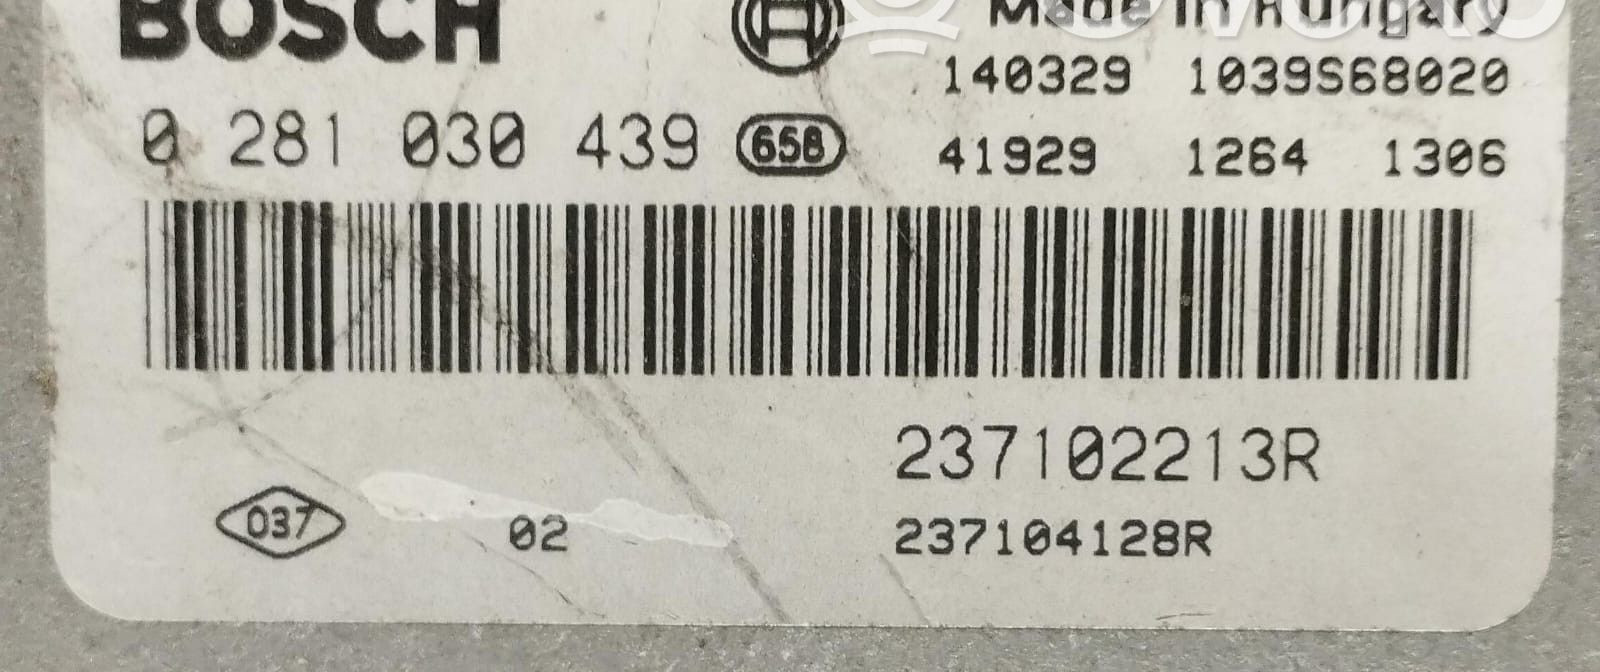 BOSCH
Made in Hungary
140329 1039S68020
0 281 030 439 658
41929 1264 1306
237102213R
037 02
237104128R